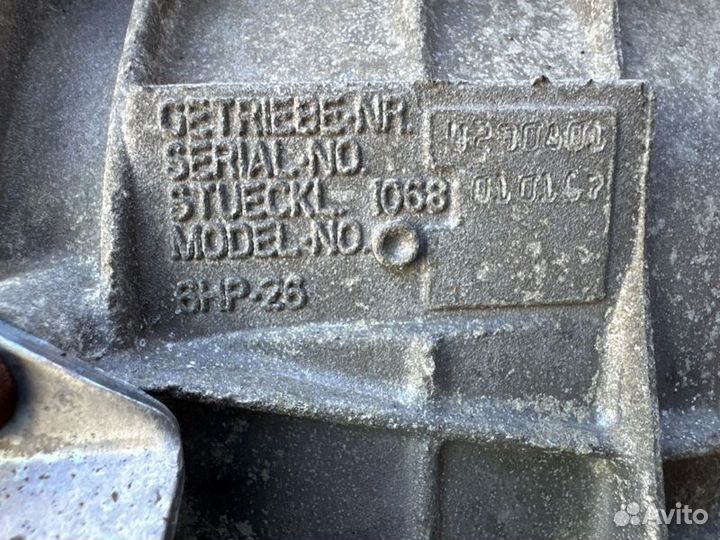 GETRIEBE-NR.
SERIAL-NO.
STUECKL. 1068
MODEL-NO.
6HP-26
Avito